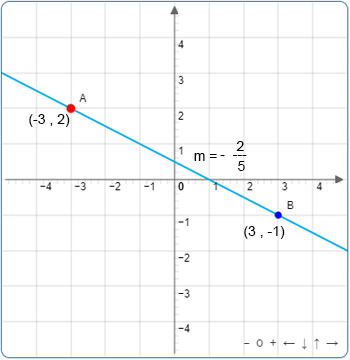 4
3
A
2
(-3 , 2)
1
m = - 2/5
−4 −3 −2 −1 0 1 2 3 4
B
−1
(3 , -1)
−2
−3
−4
− o + ← ↓ ↑ →